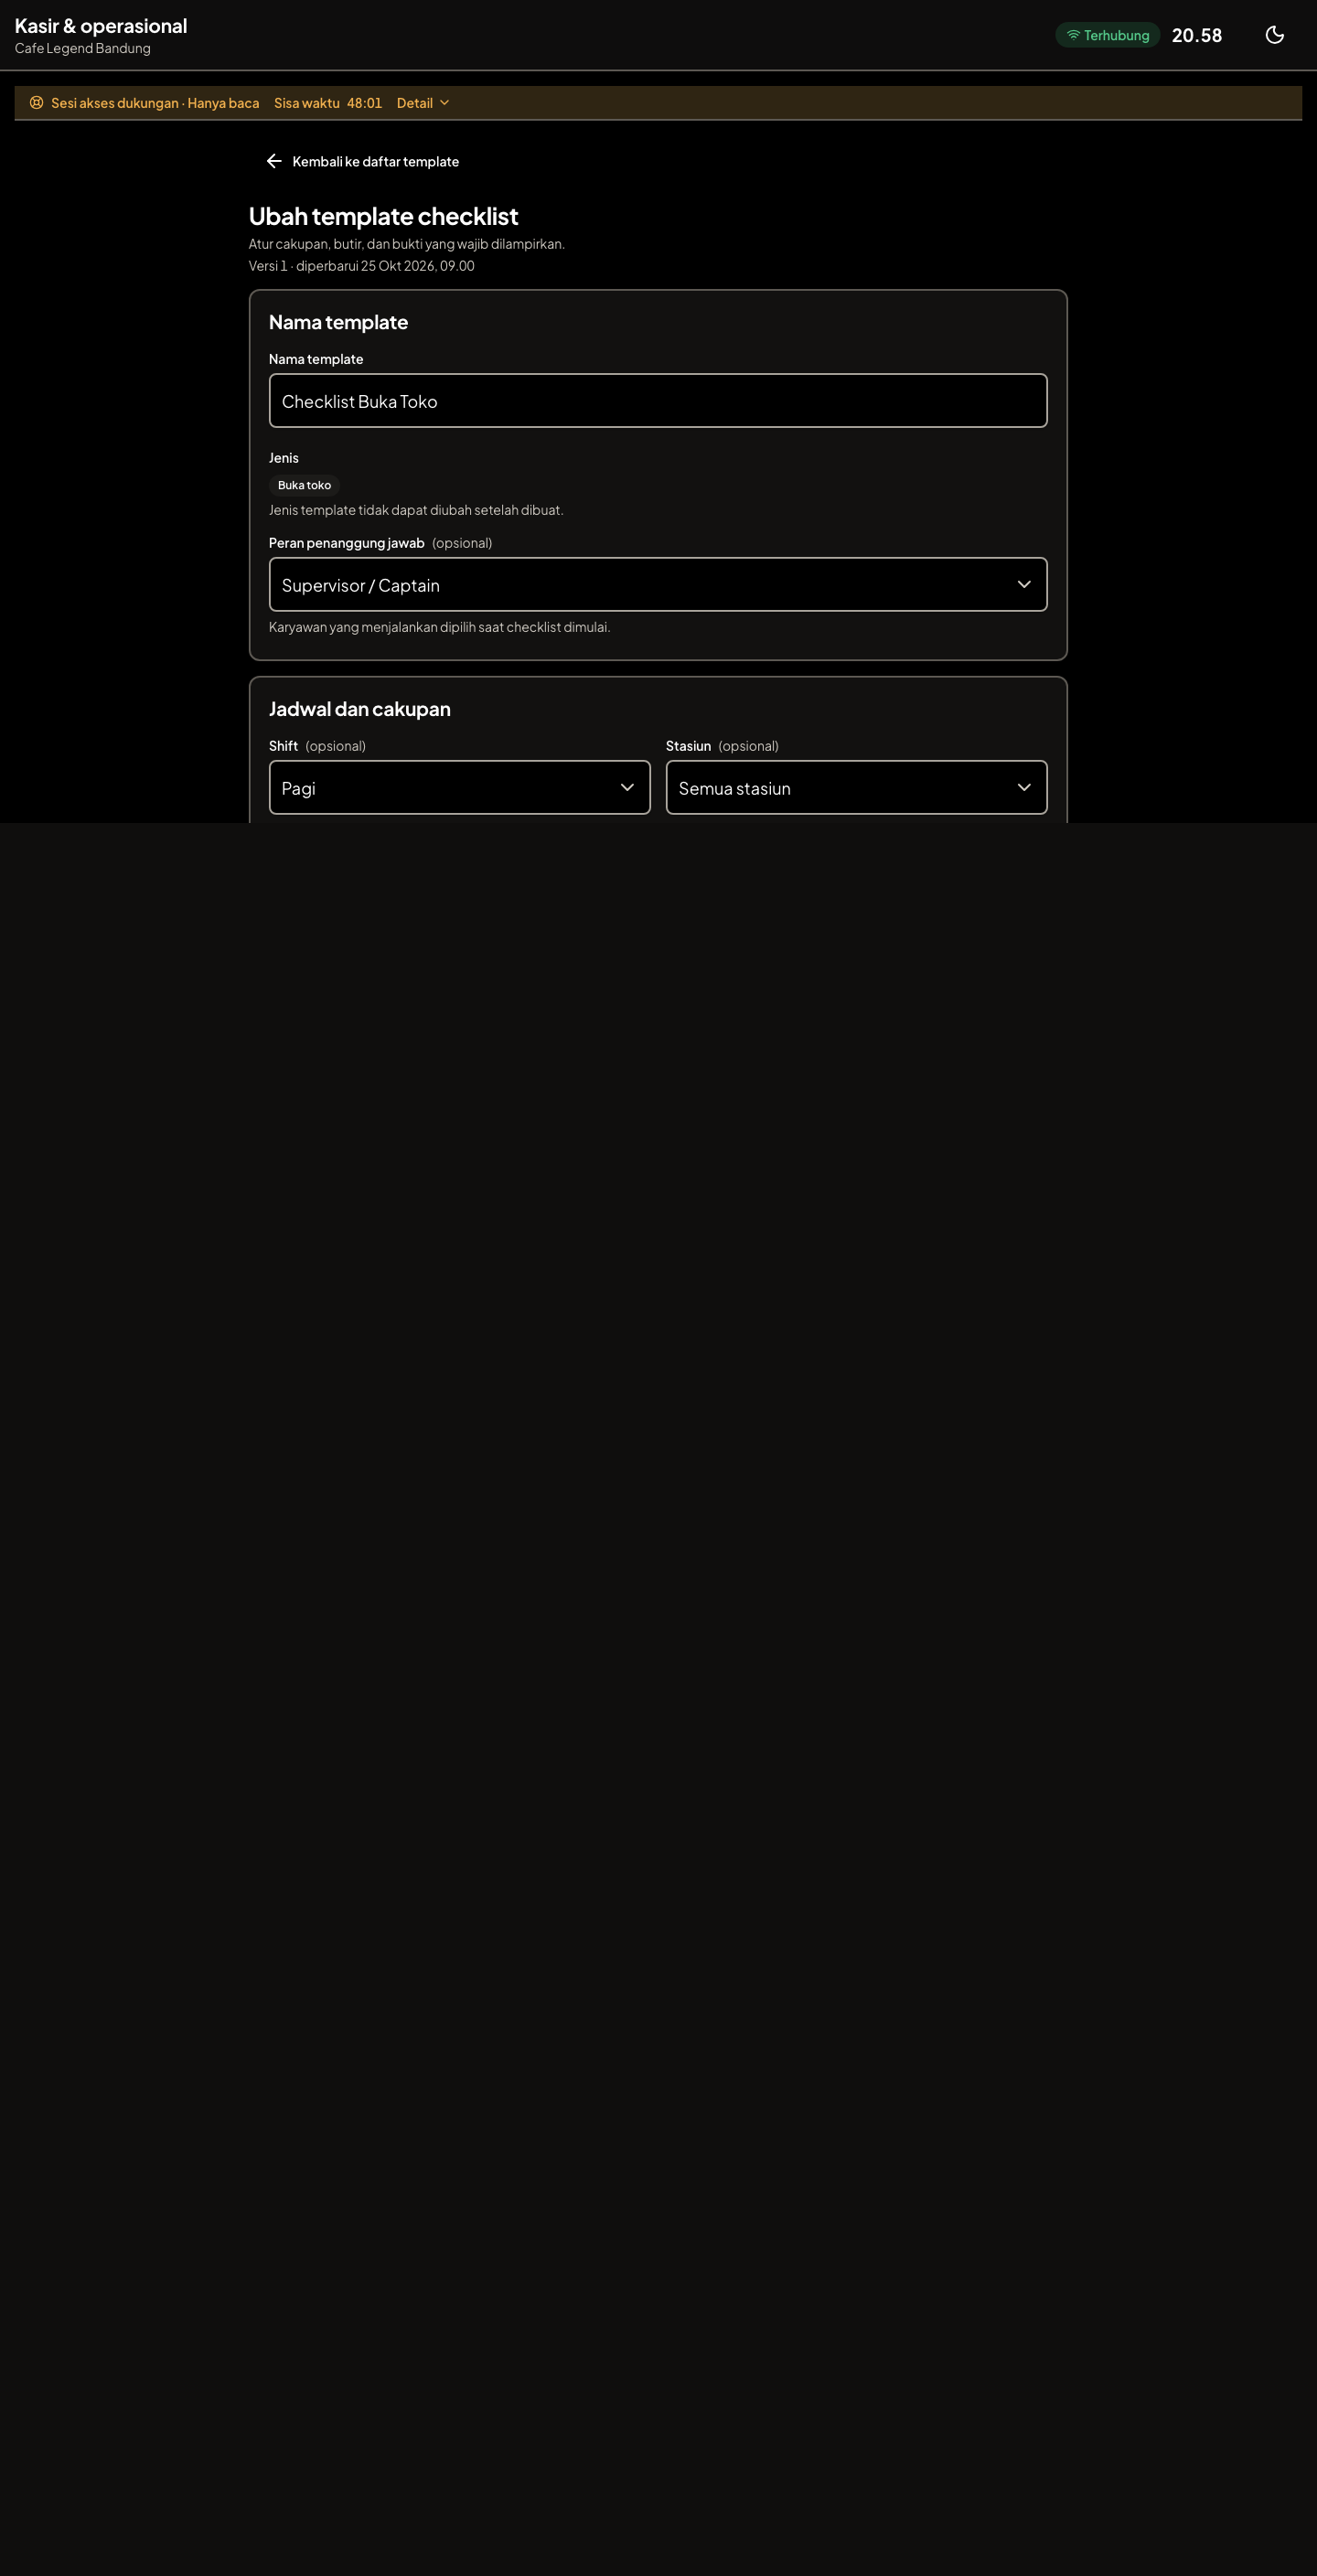 Kasir & operasional
Cafe Legend Bandung
Terhubung
20.58
Sesi akses dukungan · Hanya baca Sisa waktu 48:01 Detail
Kembali ke daftar template
Ubah template checklist
Atur cakupan, butir, dan bukti yang wajib dilampirkan.
Versi 1 · diperbarui 25 Okt 2026, 09.00
Nama template
Nama template
Checklist Buka Toko
Jenis
Buka toko
Jenis template tidak dapat diubah setelah dibuat.
Peran penanggung jawab (opsional)
Supervisor / Captain
Karyawan yang menjalankan dipilih saat checklist dimulai.
Jadwal dan cakupan
Shift (opsional) Stasiun (opsional)
Pagi Semua stasiun